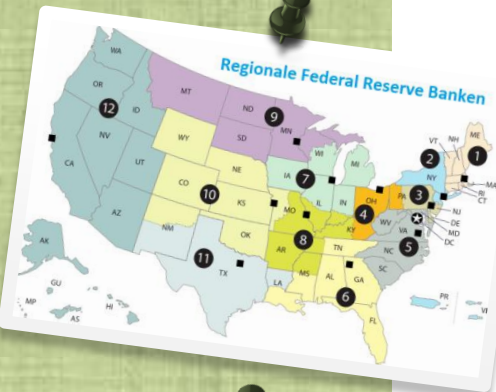 Regionale Federal Reserve Banken
WA
OR
ID
12
NV
CA
UT
AZ
AK
GU
MP
AS
HI
MT
ND
9
MN
SD
WY
NE
CO
10
KS
OK
NM
11
TX
LA
WI
MI
IA
7
IL
IN
MO
8
AR
KY
MS
TN
AL
GA
6
FL
OH
4
PA
3
WV
VA
5
NC
SC
NY
2
VT
NH
ME
1
MA
RI
CT
NJ
DE
MD
DC
PR
VI